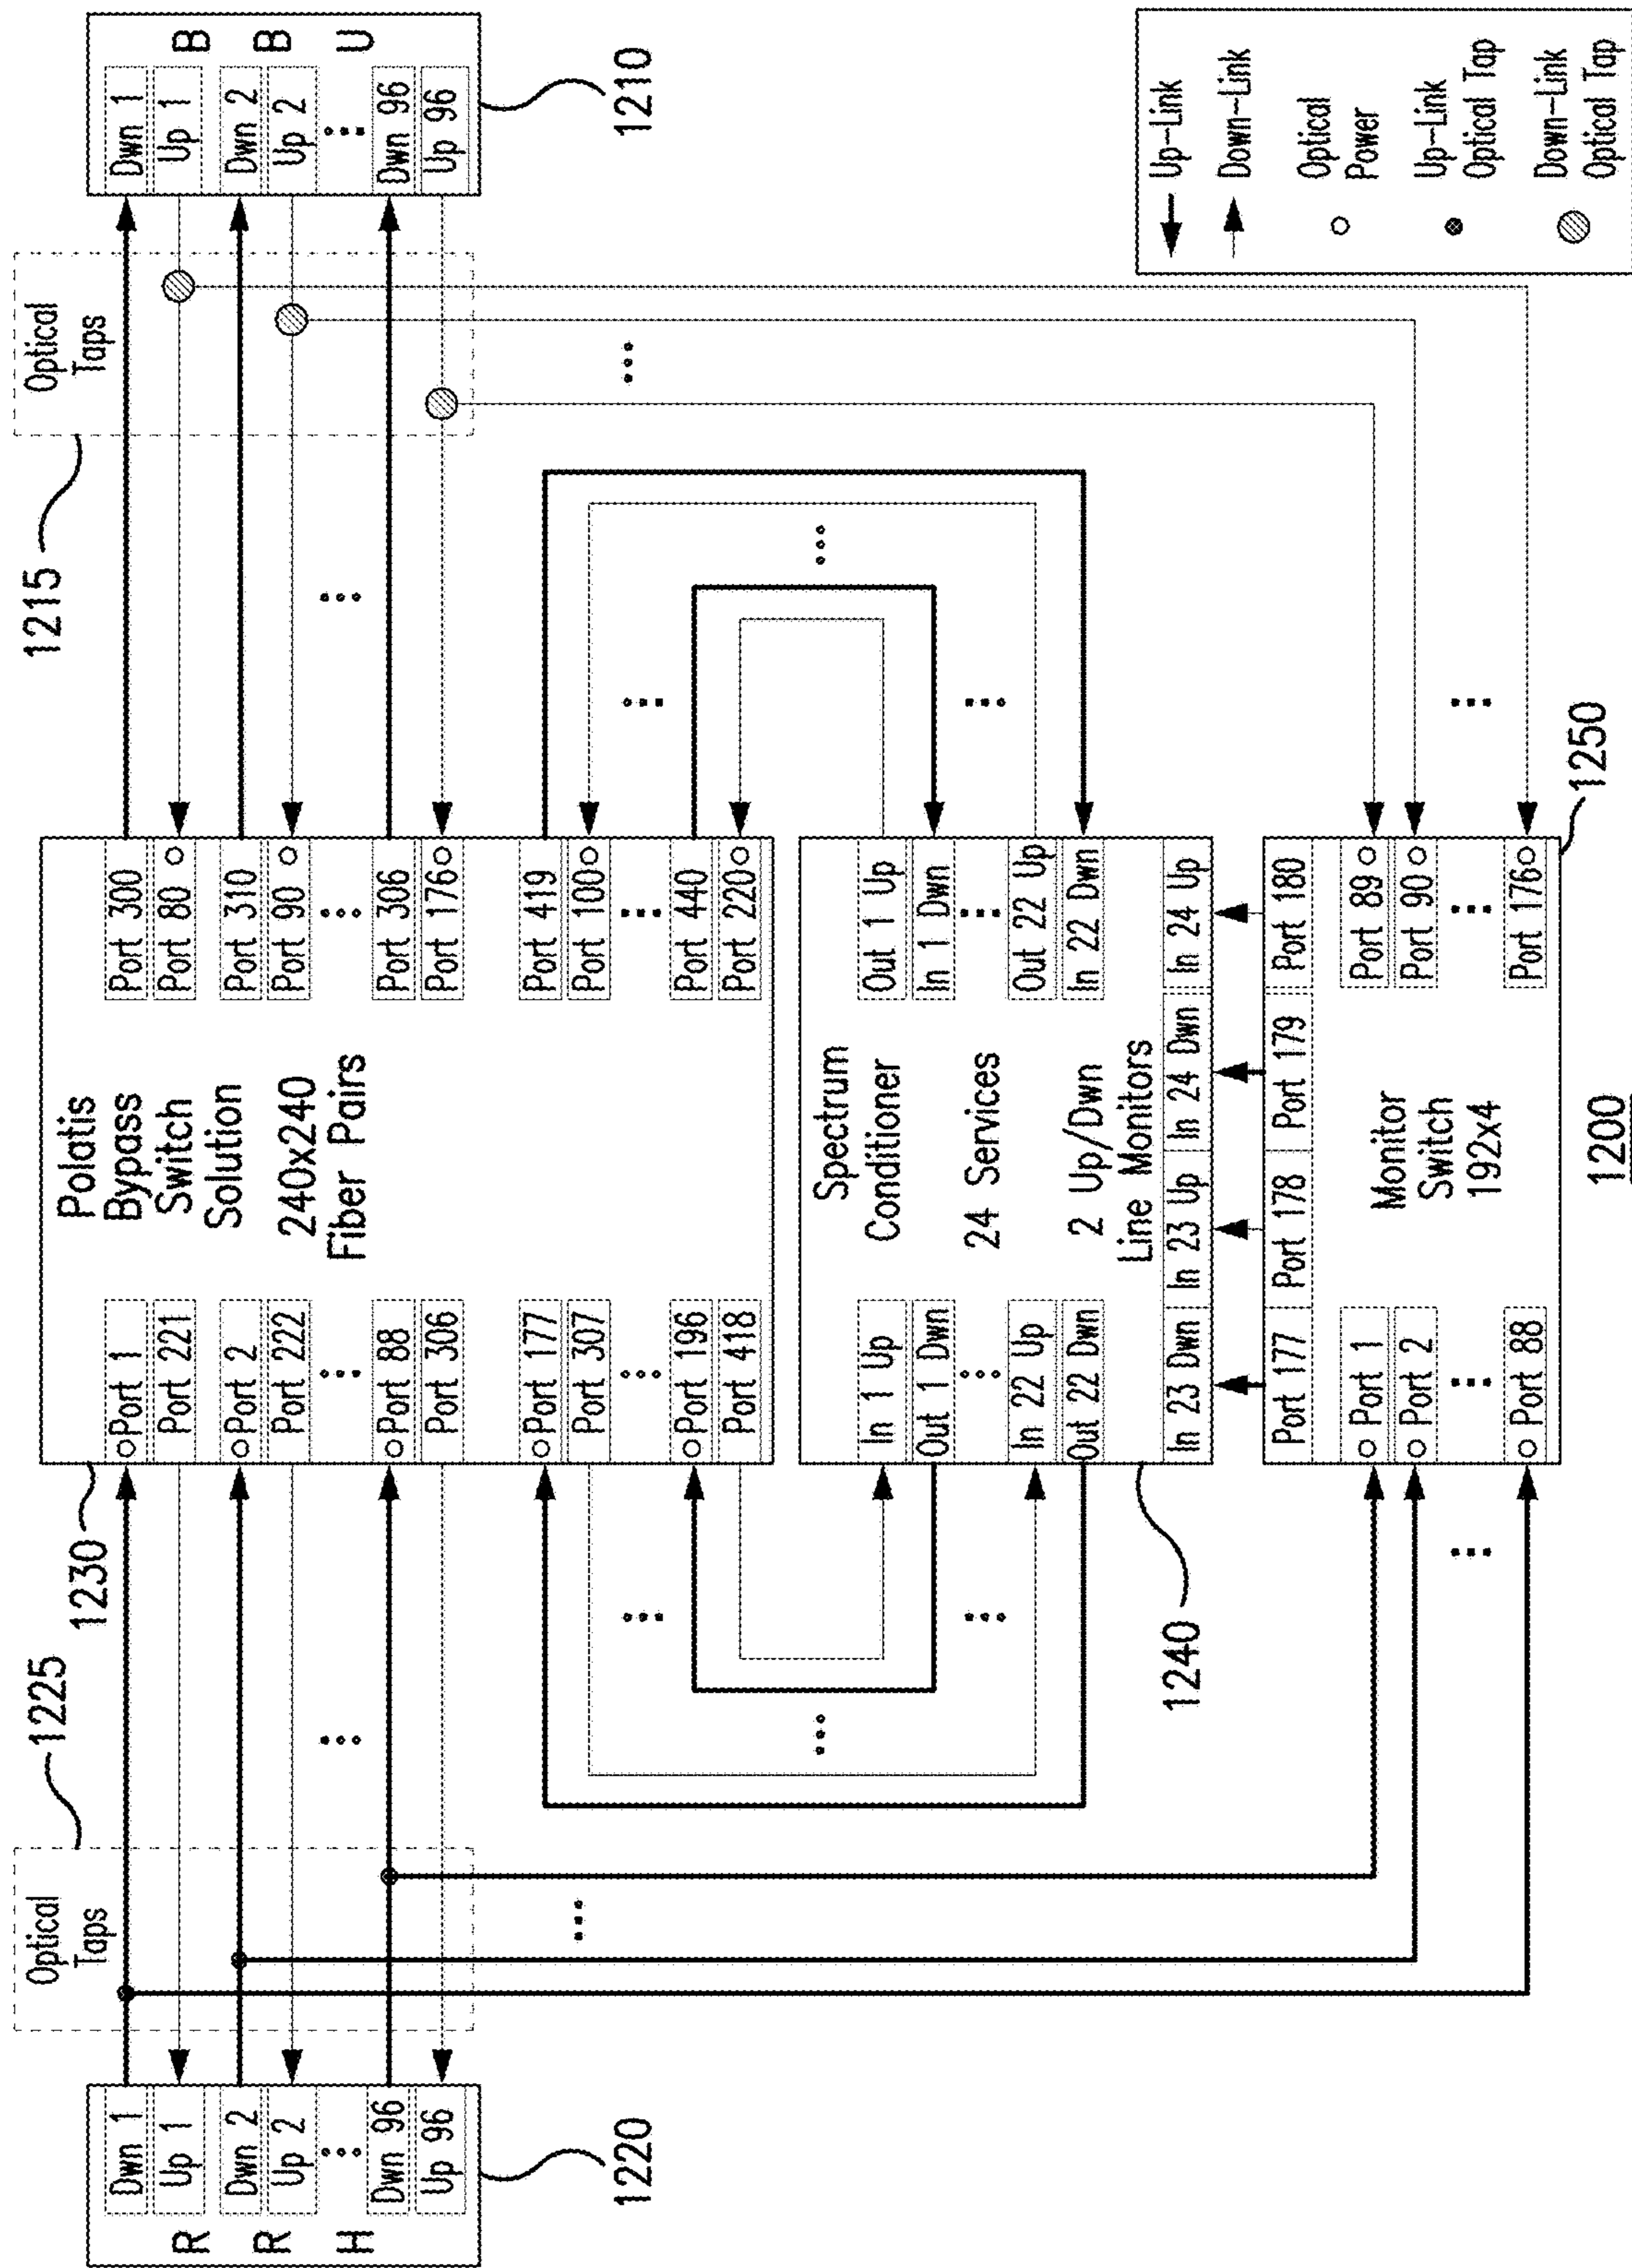 1225
1215
Optical
Taps
Optical
Taps
R
R
H
Dwn 1
Up 1
Dwn 2
Up 2
...
Dwn 96
Up 96
1220
...
...
1230
Polatis
Bypass
Switch
Solution
240x240
Fiber Pairs
Port 1
Port 221
Port 2
Port 222
...
Port 88
Port 306
Port 177
Port 307
...
Port 196
Port 418
Port 300
Port 80
Port 310
Port 90
...
Port 306
Port 176
Port 419
Port 100
...
Port 440
Port 220
...
...
Dwn 1
Up 1
Dwn 2
Up 2
...
Dwn 96
Up 96
B
B
U
1210
...
...
...
...
...
...
Spectrum
Conditioner
24 Services
2 Up/Dwn
Line Monitors
In 1 Up
Out 1 Dwn
...
In 22 Up
Out 22 Dwn
Out 1 Up
In 1 Dwn
...
Out 22 Up
In 22 Dwn
In 23 Dwn
In 23 Up
In 24 Dwn
In 24 Up
1240
Port 177
Port 178
Port 179
Port 180
Monitor
Switch
192x4
Port 1
Port 2
...
Port 88
Port 89
Port 90
...
Port 176
...
...
1250
1200
Up-Link
Down-Link
Optical
Power
Up-Link
Optical Tap
Down-Link
Optical Tap